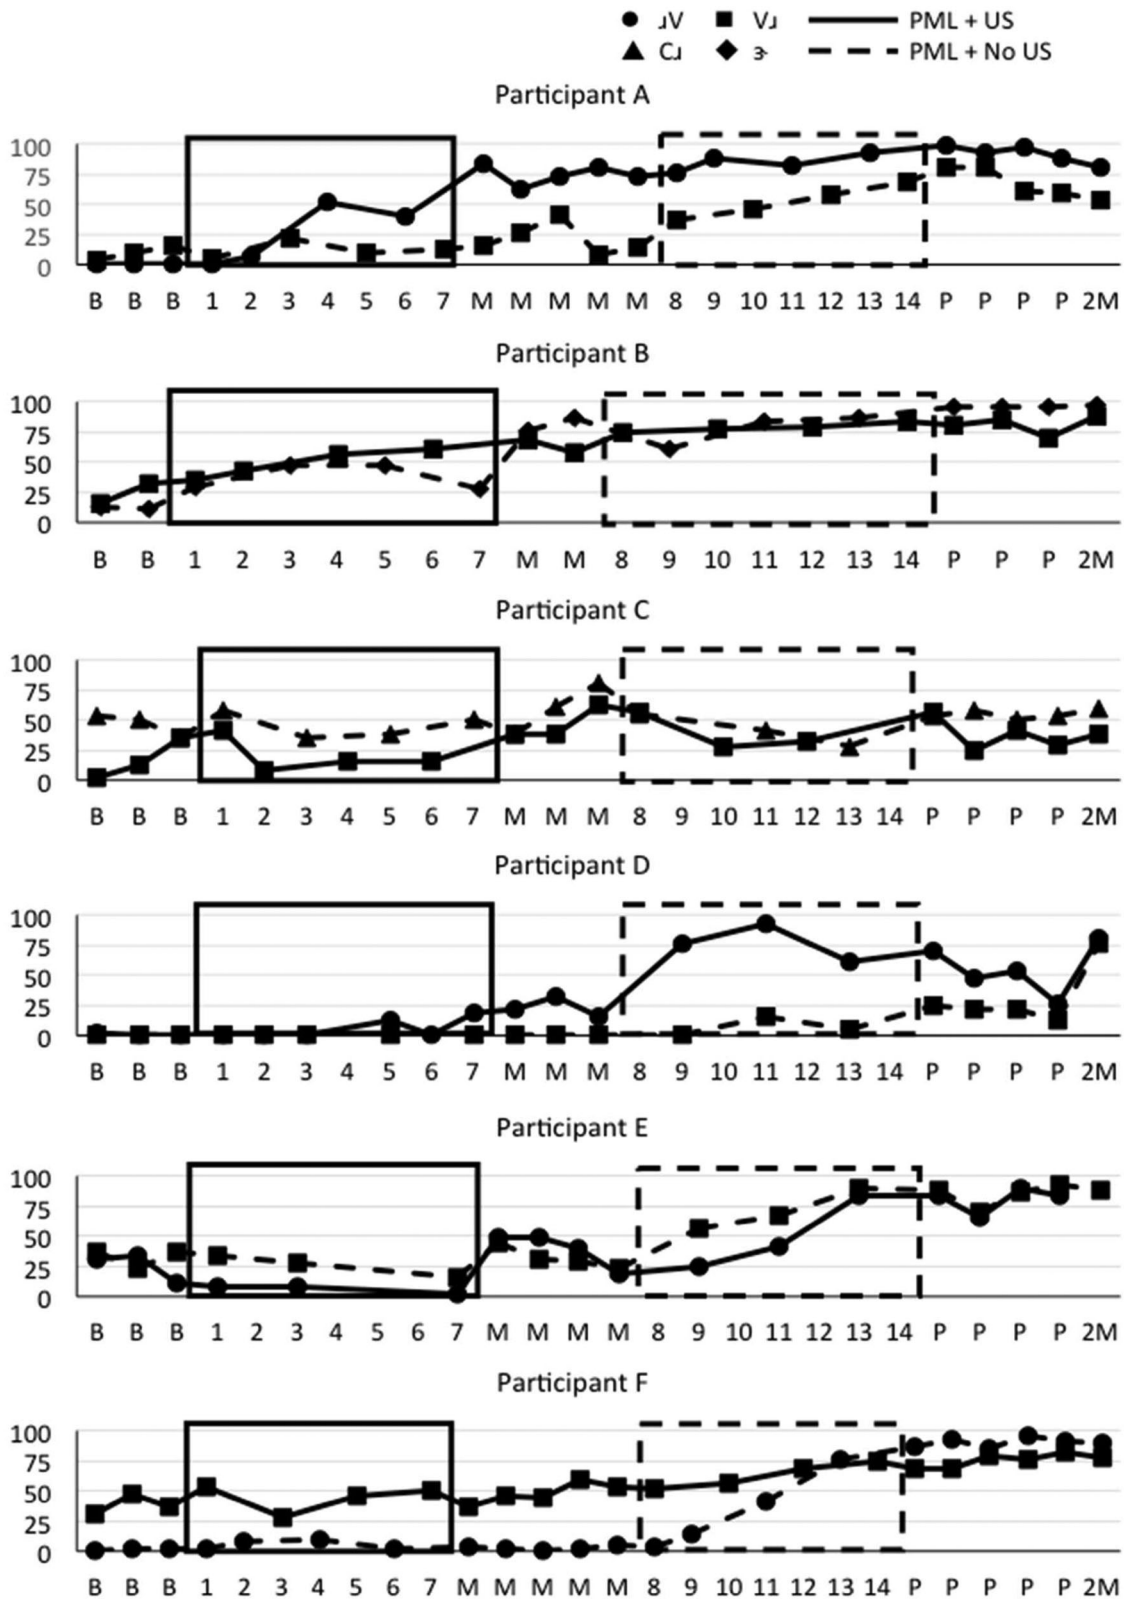 ɹV Vɹ PML + US
Cɹ ɝ PML + No US
Participant A
100
75
50
25
0
B B B 1 2 3 4 5 6 7 M M M M M 8 9 10 11 12 13 14 P P P P 2M
Participant B
100
75
50
25
0
B B 1 2 3 4 5 6 7 M M 8 9 10 11 12 13 14 P P P 2M
Participant C
100
75
50
25
0
B B B 1 2 3 4 5 6 7 M M M 8 9 10 11 12 13 14 P P P P 2M
Participant D
100
75
50
25
0
B B B 1 2 3 4 5 6 7 M M M 8 9 10 11 12 13 14 P P P P 2M
Participant E
100
75
50
25
0
B B B 1 2 3 4 5 6 7 M M M M 8 9 10 11 12 13 14 P P P P 2M
Participant F
100
75
50
25
0
B B B 1 2 3 4 5 6 7 M M M M M 8 9 10 11 12 13 14 P P P P P 2M